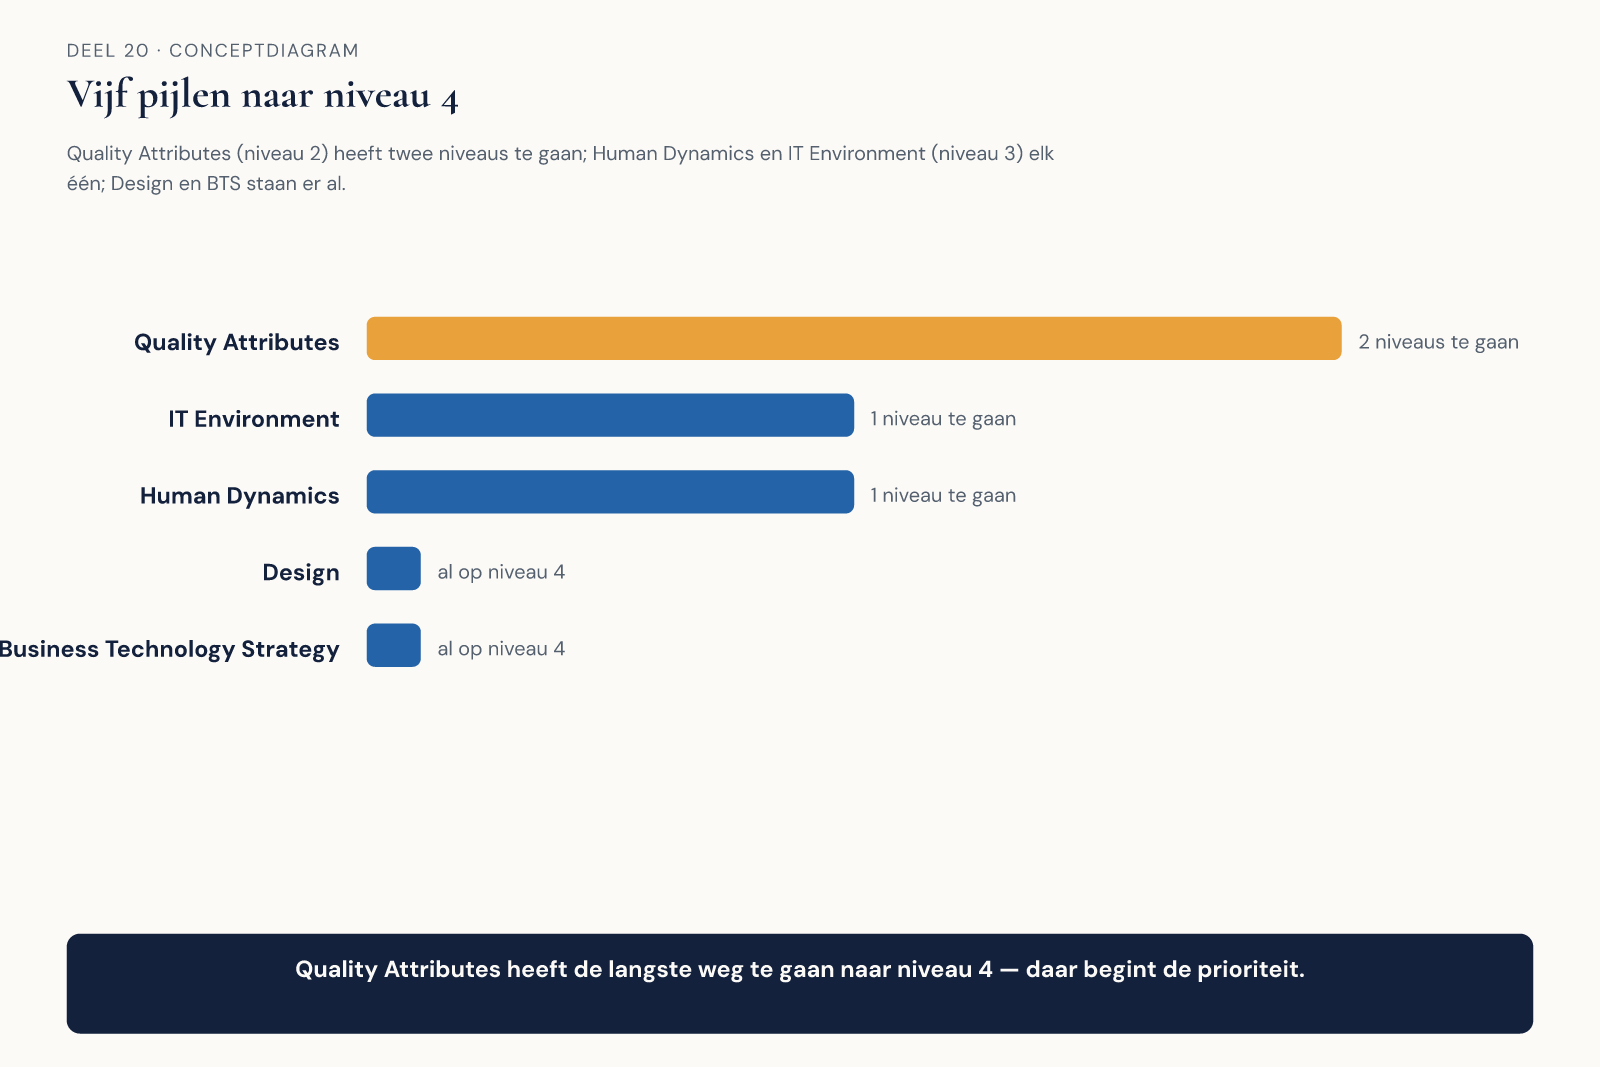 DEEL 20 · CONCEPTDIAGRAM
Vijf pijlen naar niveau 4
Quality Attributes (niveau 2) heeft twee niveaus te gaan; Human Dynamics en IT Environment (niveau 3) elk
één; Design en BTS staan er al.
Quality Attributes
2 niveaus te gaan
IT Environment
1 niveau te gaan
Human Dynamics
1 niveau te gaan
Design
al op niveau 4
Business Technology Strategy
al op niveau 4
Quality Attributes heeft de langste weg te gaan naar niveau 4 — daar begint de prioriteit.